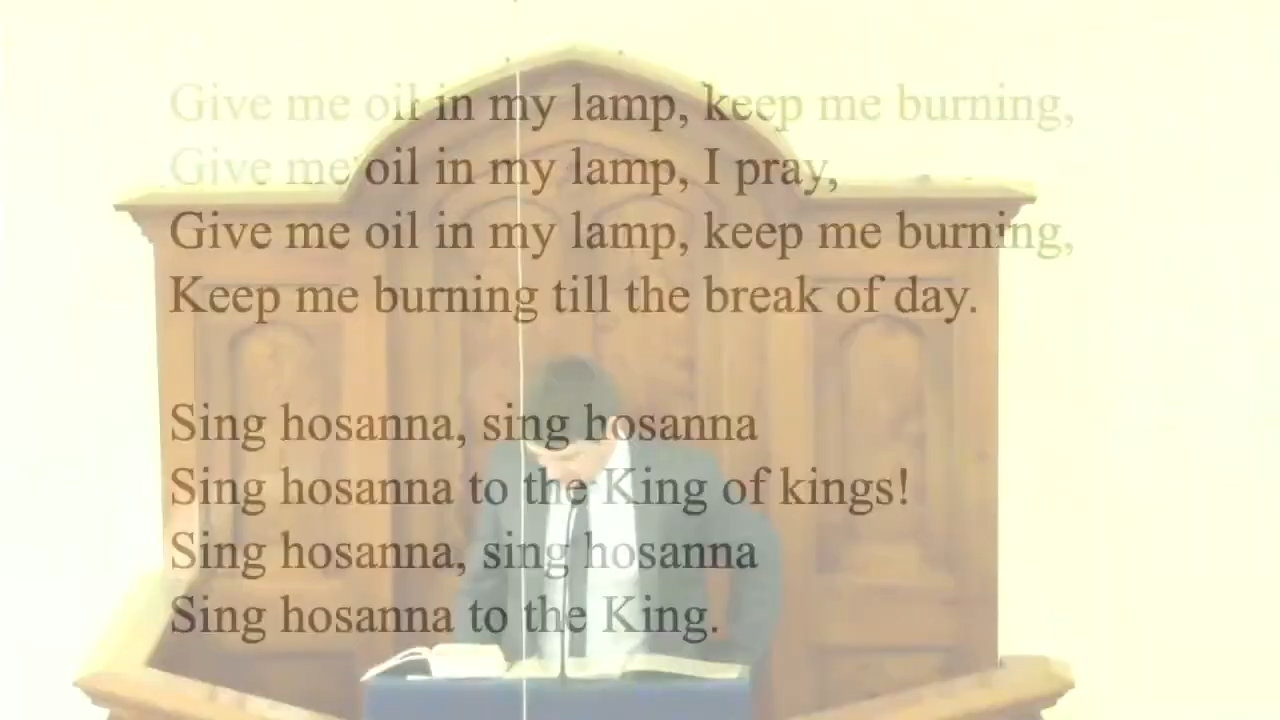 Give me oil in my lamp, keep me burning,
Give me oil in my lamp, I pray,
Give me oil in my lamp, keep me burning,
Keep me burning till the break of day.
Sing hosanna, sing hosanna
Sing hosanna to the King of kings!
Sing hosanna, sing hosanna
Sing hosanna to the King.